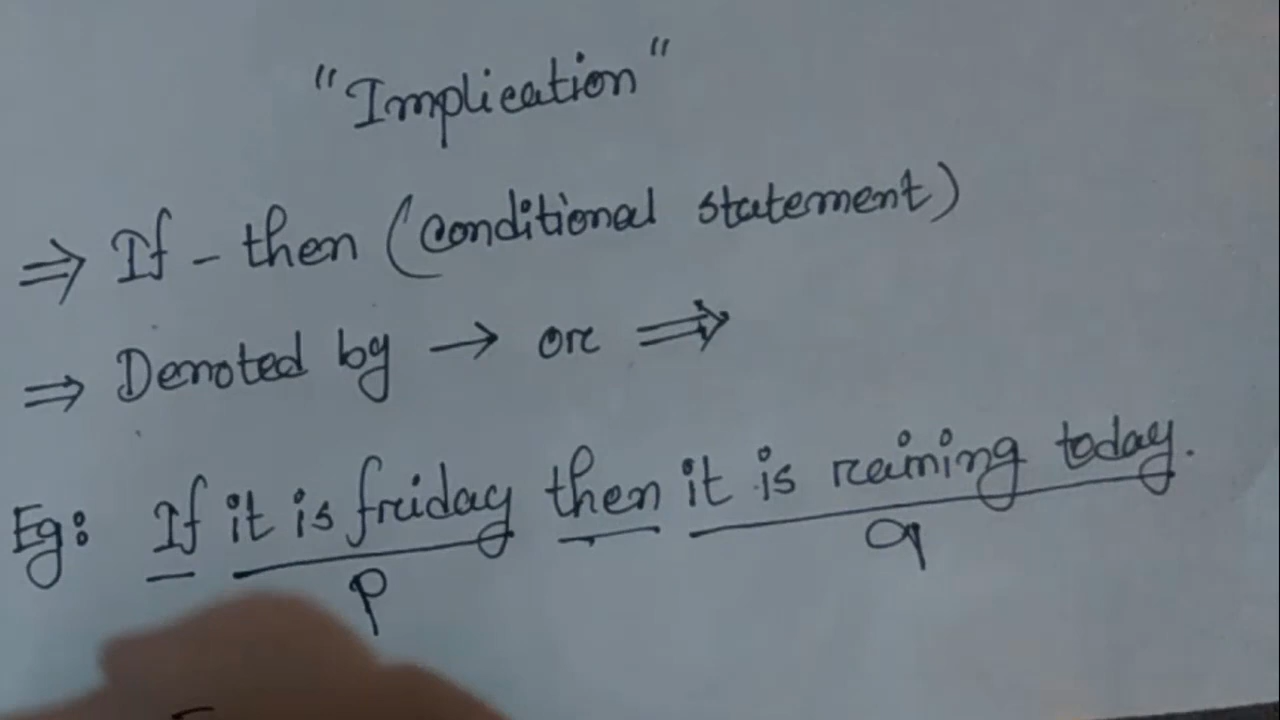 "Implication"
⇒ If - then (conditional statement)
⇒ Denoted by → or ⇒
Eg: If it is friday then it is raining today.
p q